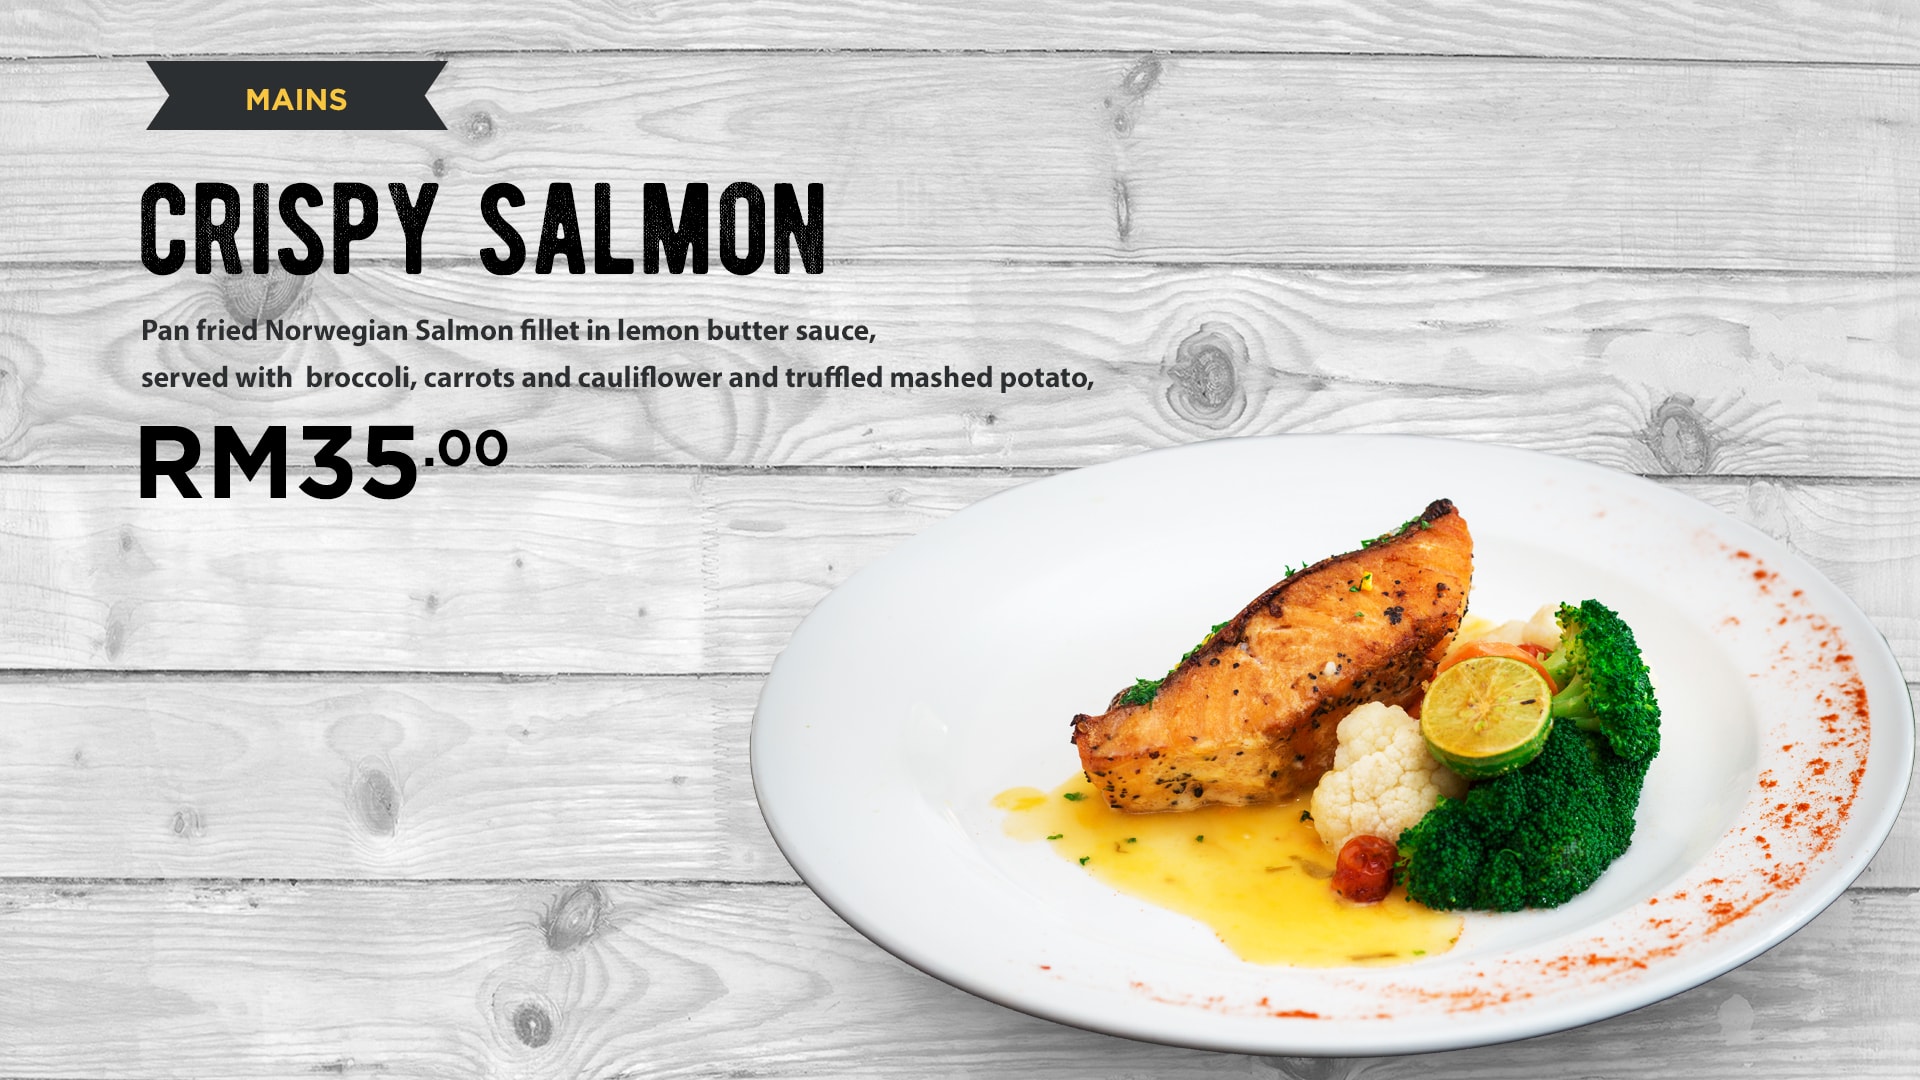 MAINS
CRISPY SALMON
Pan fried Norwegian Salmon fillet in lemon butter sauce,
served with  broccoli, carrots and cauliflower and truffled mashed potato,
RM35.00